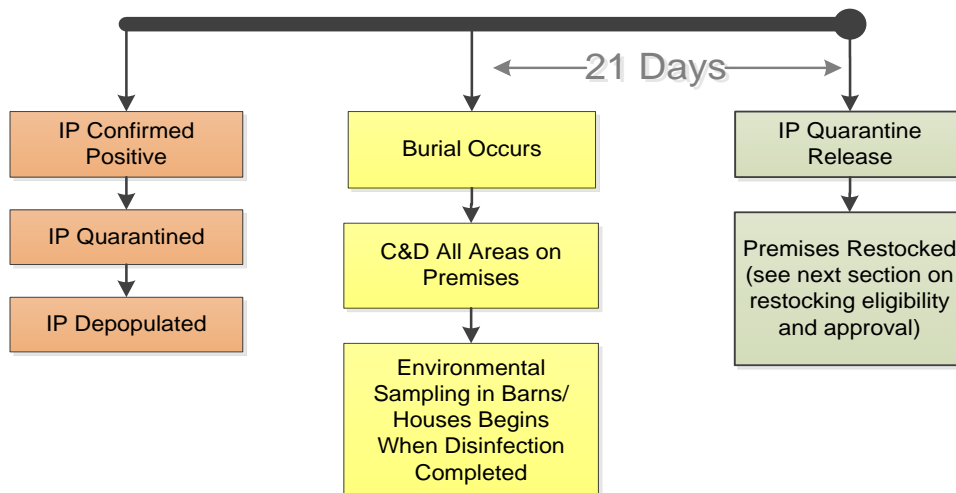 21 Days
IP Confirmed
Positive
IP Quarantined
IP Depopulated
Burial Occurs
C&D All Areas on
Premises
Environmental
Sampling in Barns/
Houses Begins
When Disinfection
Completed
IP Quarantine
Release
Premises Restocked
(see next section on
restocking eligibility
and approval)